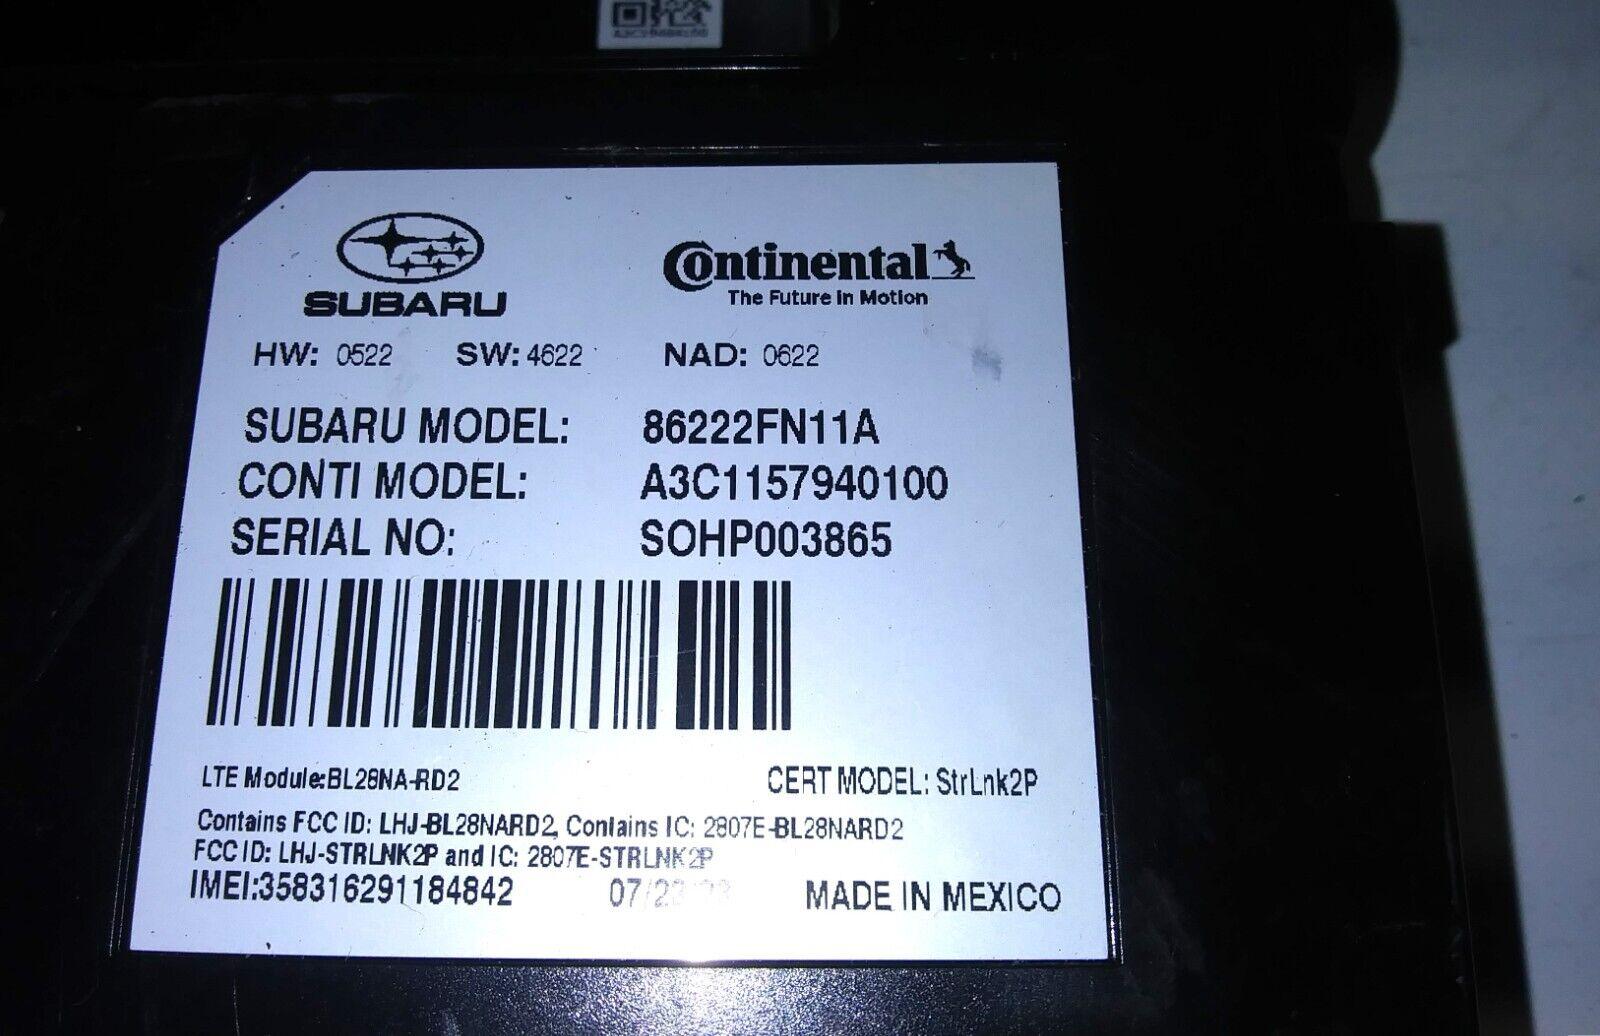 SUBARU
Continental
The Future in Motion
HW: 0522 SW: 4622 NAD: 0622
SUBARU MODEL: 86222FN11A
CONTI MODEL: A3C1157940100
SERIAL NO: SOHP003865
LTE Module:BL28NA-RD2 CERT MODEL: StrLnk2P
Contains FCC ID: LHJ-BL28NARD2, Contains IC: 2807E-BL28NARD2
FCC ID: LHJ-STRLNK2P and IC: 2807E-STRLNK2P
IMEI:358316291184842 MADE IN MEXICO